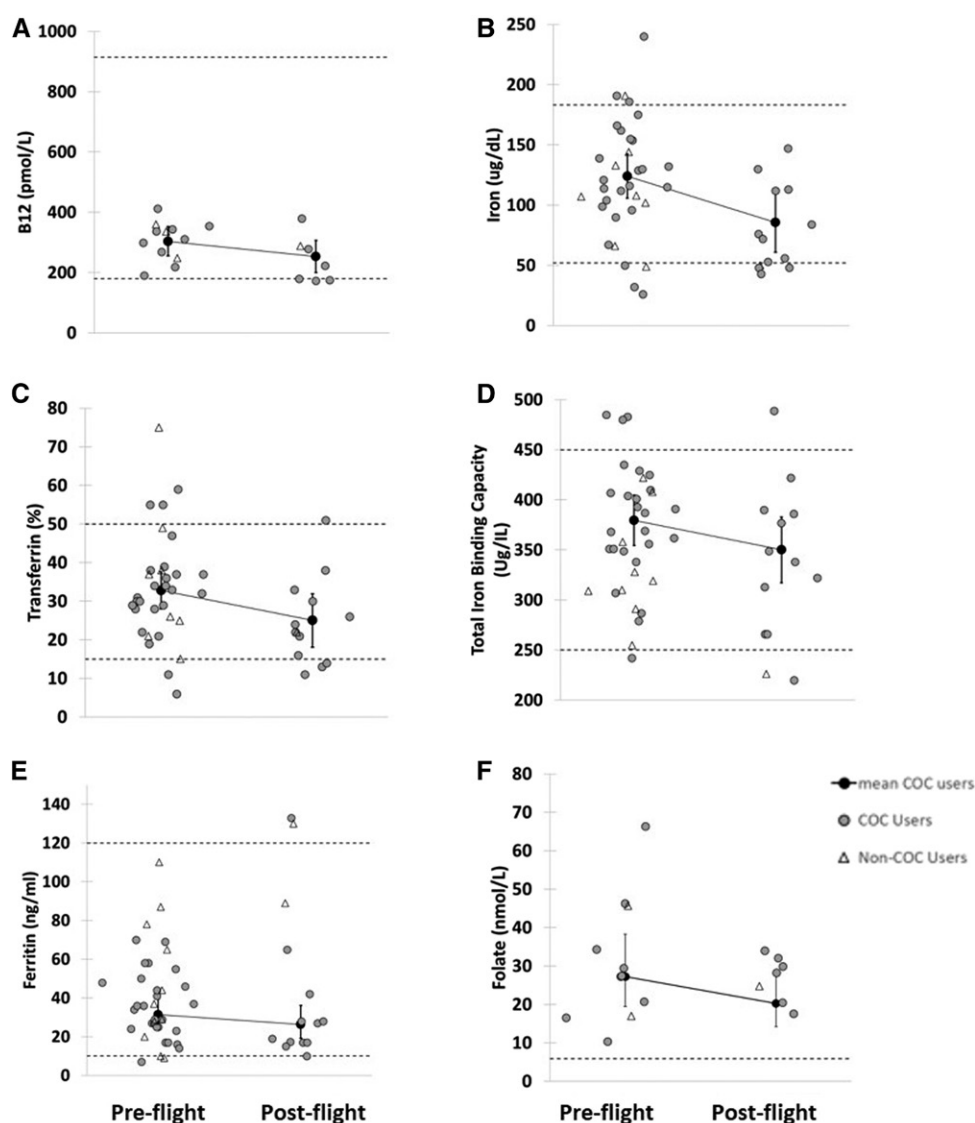 A
B12 (pmol/L)
1000
800
600
400
200
0
B
Iron (ug/dL)
250
200
150
100
50
0
C
Transferrin (%)
80
70
60
50
40
30
20
10
0
D
Total Iron Binding Capacity
(Ug/lL)
500
450
400
350
300
250
200
E
Ferritin (ng/ml)
140
120
100
80
60
40
20
0
Pre-flight
Post-flight
F
Folate (nmol/L)
80
70
60
50
40
30
20
10
0
mean COC users
COC Users
Non-COC Users
Pre-flight
Post-flight